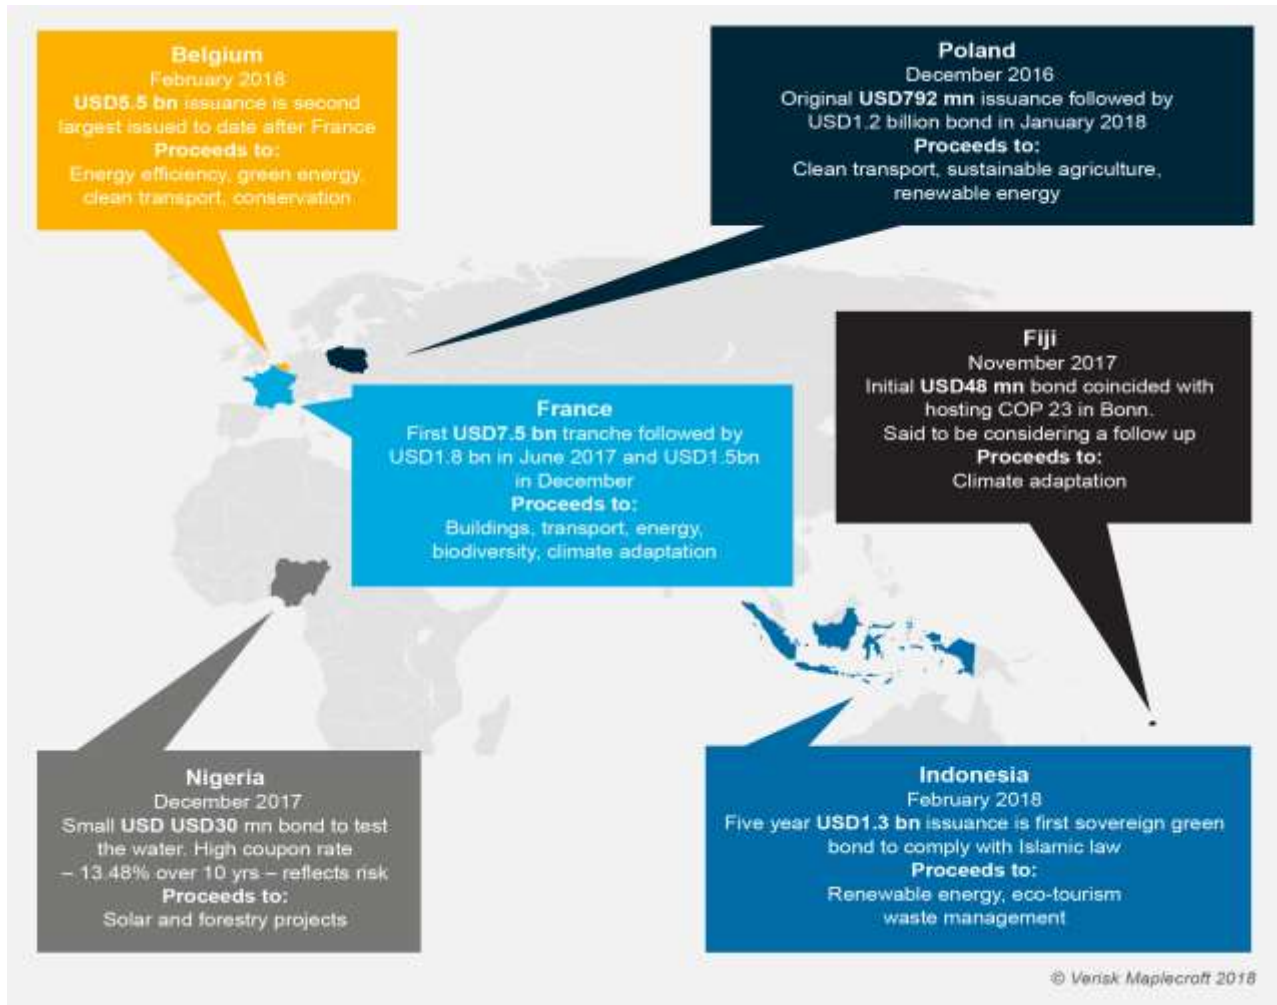 Belgium
February 2018
USD5.5 bn issuance is second
largest issued to date after France
Proceeds to:
Energy efficiency, green energy,
clean transport, conservation
Poland
December 2016
Original USD792 mn issuance followed by
USD1.2 billion bond in January 2018
Proceeds to:
Clean transport, sustainable agriculture,
renewable energy
Fiji
November 2017
Initial USD48 mn bond coincided with
hosting COP 23 in Bonn.
Said to be considering a follow up
Proceeds to:
Climate adaptation
France
First USD7.5 bn tranche followed by
USD1.8 bn in June 2017 and USD1.5bn
in December
Proceeds to:
Buildings, transport, energy,
biodiversity, climate adaptation
Nigeria
December 2017
Small USD USD30 mn bond to test
the water. High coupon rate
– 13.48% over 10 yrs – reflects risk
Proceeds to:
Solar and forestry projects
Indonesia
February 2018
Five year USD1.3 bn issuance is first sovereign green
bond to comply with Islamic law
Proceeds to:
Renewable energy, eco-tourism
waste management
© Verisk Maplecroft 2018